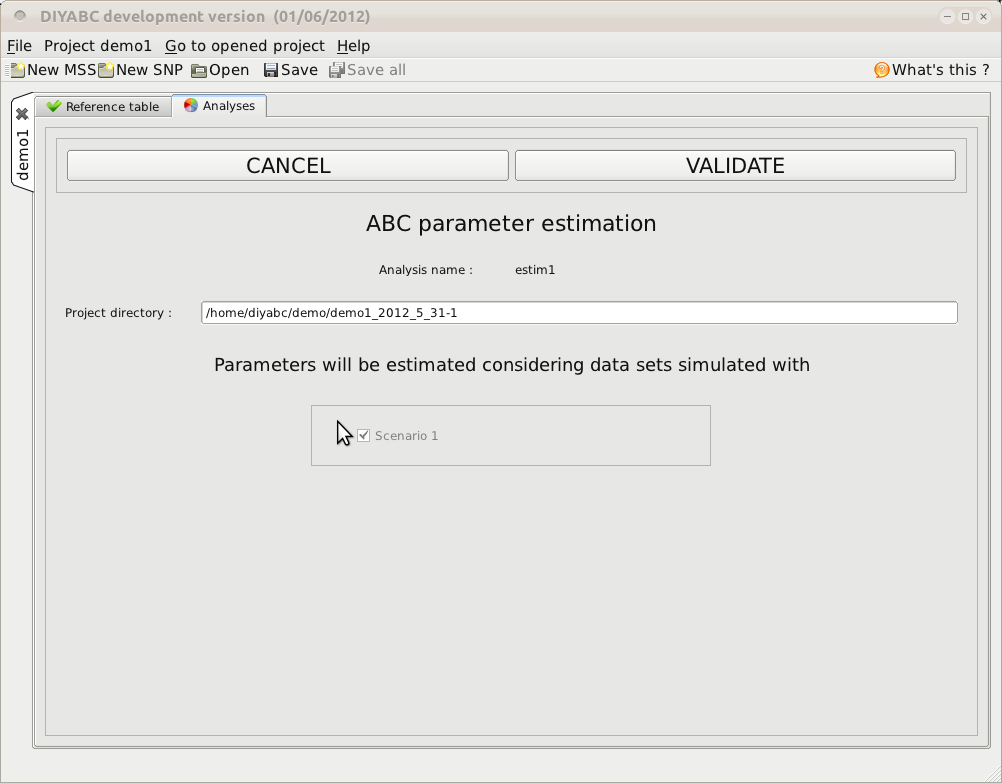 DIYABC development version (01/06/2012)
File Project demo1 Go to opened project Help
New MSS New SNP Open Save Save all What's this ?
demo1
Reference table Analyses
CANCEL VALIDATE
ABC parameter estimation
Analysis name : estim1
Project directory : /home/diyabc/demo/demo1_2012_5_31-1
Parameters will be estimated considering data sets simulated with
Scenario 1